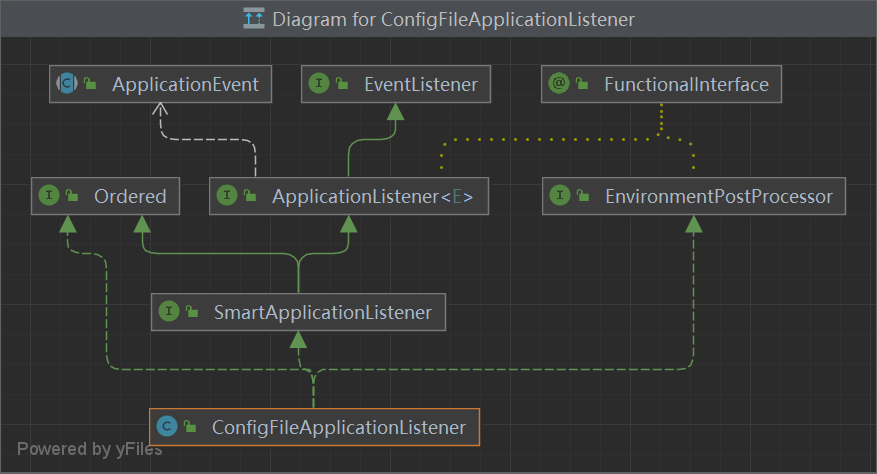 Diagram for ConfigFileApplicationListener
C ApplicationEvent
I EventListener
@ FunctionalInterface
I Ordered
I ApplicationListener<E>
I EnvironmentPostProcessor
I SmartApplicationListener
C ConfigFileApplicationListener
Powered by yFiles